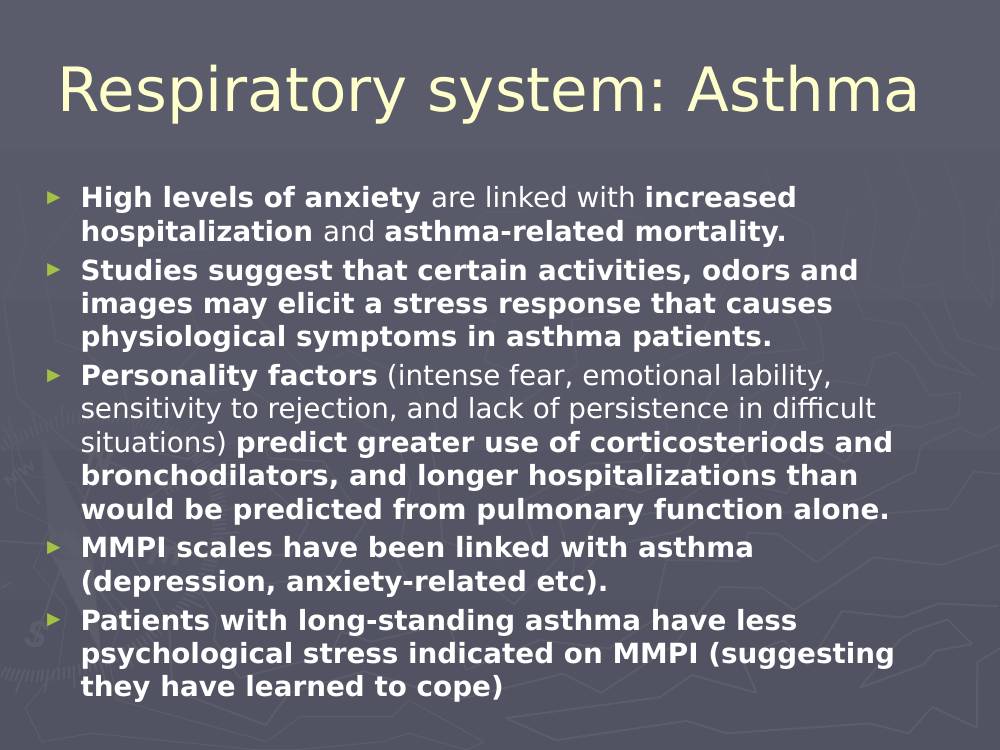 Respiratory system: Asthma
► High levels of anxiety are linked with increased
hospitalization and asthma-related mortality.
► Studies suggest that certain activities, odors and
images may elicit a stress response that causes
physiological symptoms in asthma patients.
► Personality factors (intense fear, emotional lability,
sensitivity to rejection, and lack of persistence in difficult
situations) predict greater use of corticosteriods and
bronchodilators, and longer hospitalizations than
would be predicted from pulmonary function alone.
► MMPI scales have been linked with asthma
(depression, anxiety-related etc).
► Patients with long-standing asthma have less
psychological stress indicated on MMPI (suggesting
they have learned to cope)
NW
S